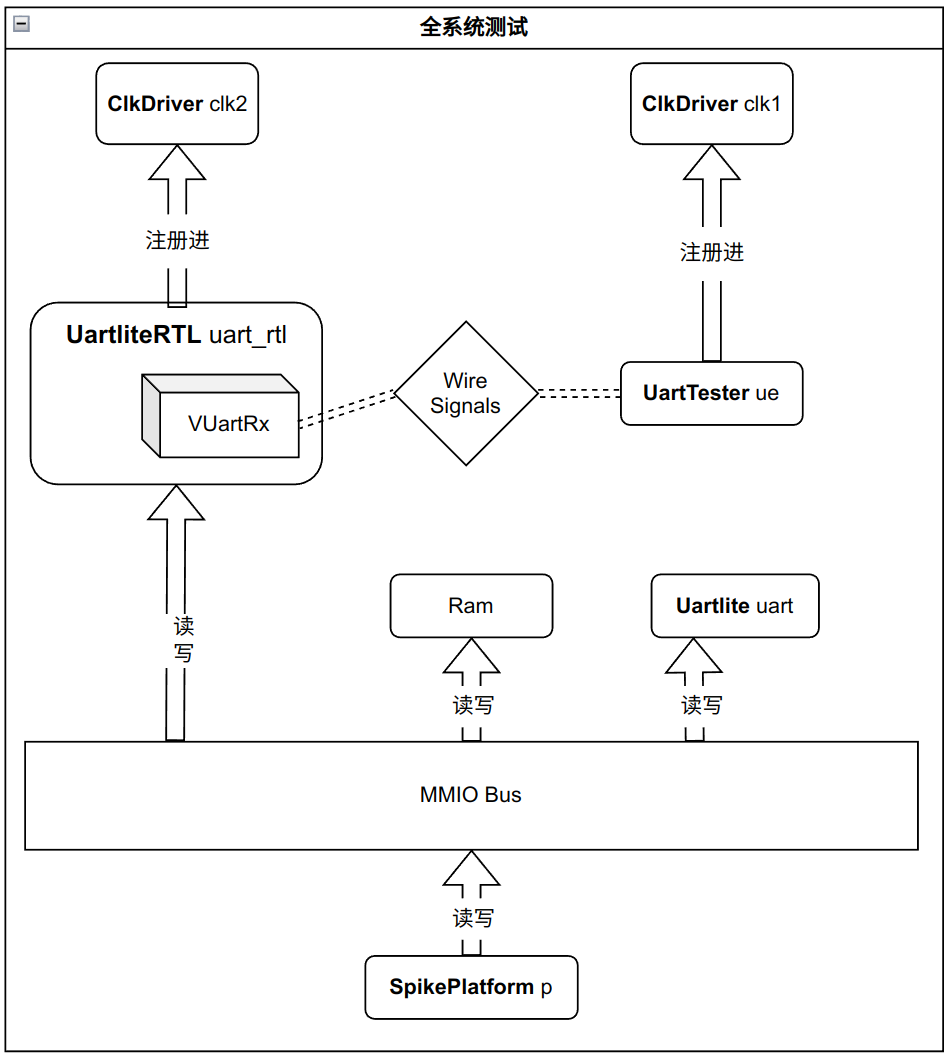 全系统测试
ClkDriver clk2
ClkDriver clk1
注册进
注册进
UartliteRTL uart_rtl
VUartRx
Wire
Signals
UartTester ue
读
写
Ram
Uartlite uart
读写
读写
MMIO Bus
读写
SpikePlatform p